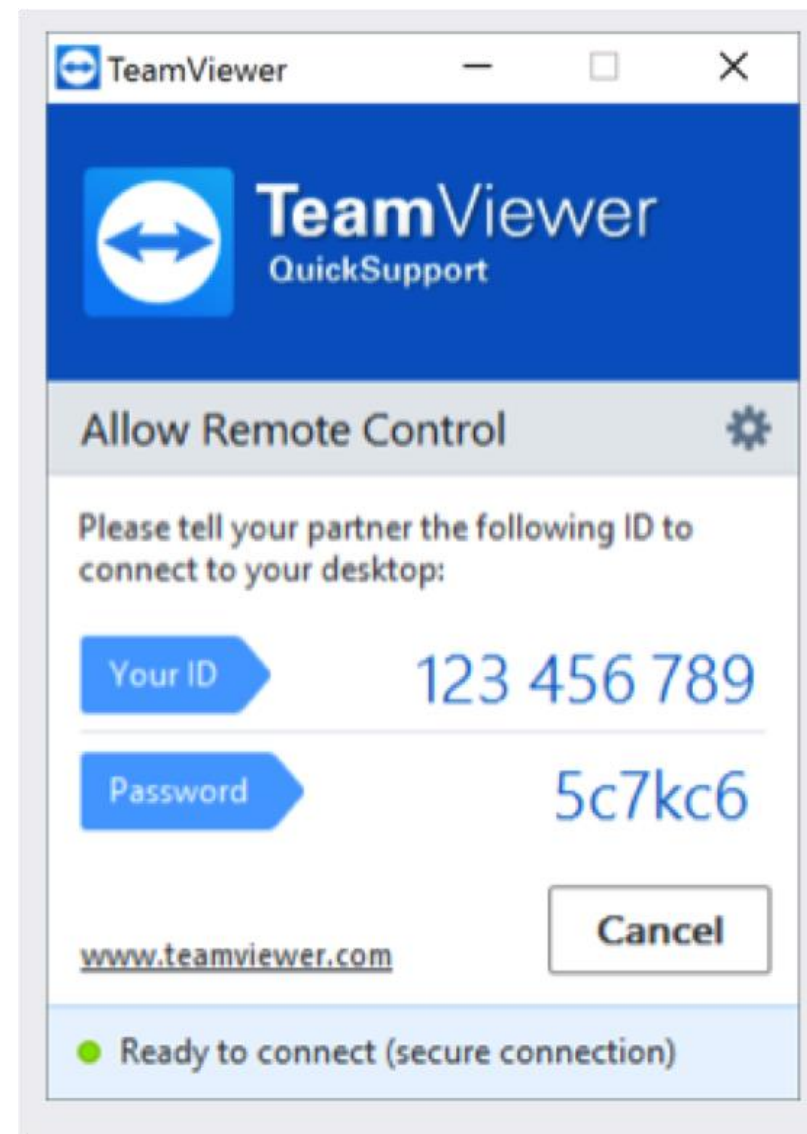 TeamViewer
TeamViewer
QuickSupport
Allow Remote Control
Please tell your partner the following ID to
connect to your desktop:
Your ID 123 456 789
Password 5c7kc6
www.teamviewer.com
Cancel
Ready to connect (secure connection)